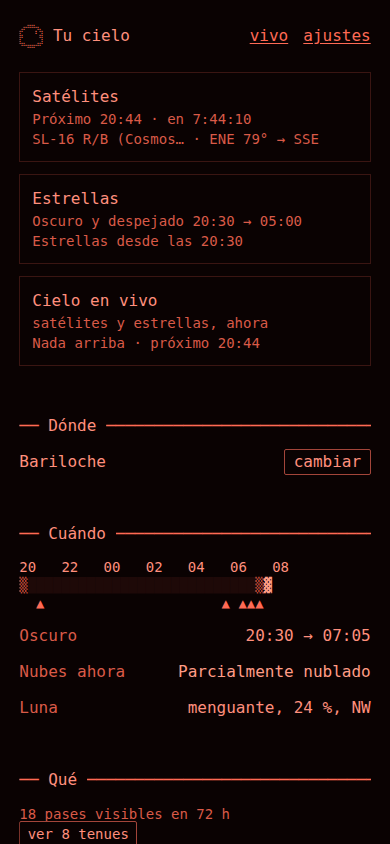 Tu cielo vivo ajustes
Satélites
Próximo 20:44 · en 7:44:10
SL-16 R/B (Cosmos… · ENE 79° → SSE
Estrellas
Oscuro y despejado 20:30 → 05:00
Estrellas desde las 20:30
Cielo en vivo
satélites y estrellas, ahora
Nada arriba · próximo 20:44
Dónde
Bariloche cambiar
Cuándo
20 22 00 02 04 06 08
Oscuro 20:30 → 07:05
Nubes ahora Parcialmente nublado
Luna menguante, 24 %, NW
Qué
18 pases visibles en 72 h
ver 8 tenues